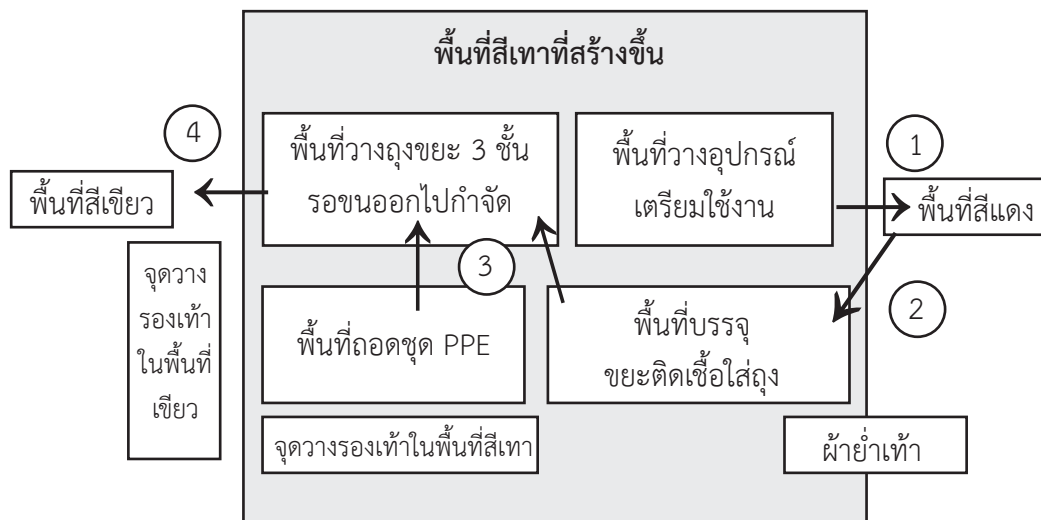 พื้นที่สีเทาที่สร้างขึ้น
4
พื้นที่วางถุงขยะ 3 ชั้น
รอขนออกไปกำจัด
พื้นที่วางอุปกรณ์
เตรียมใช้งาน
1
พื้นที่สีเขียว
พื้นที่สีแดง
จุดวาง
รองเท้า
ในพื้นที่
เขียว
3
2
พื้นที่ถอดชุด PPE
พื้นที่บรรจุ
ขยะติดเชื้อใส่ถุง
จุดวางรองเท้าในพื้นที่สีเทา
ผ้าย่ำเท้า